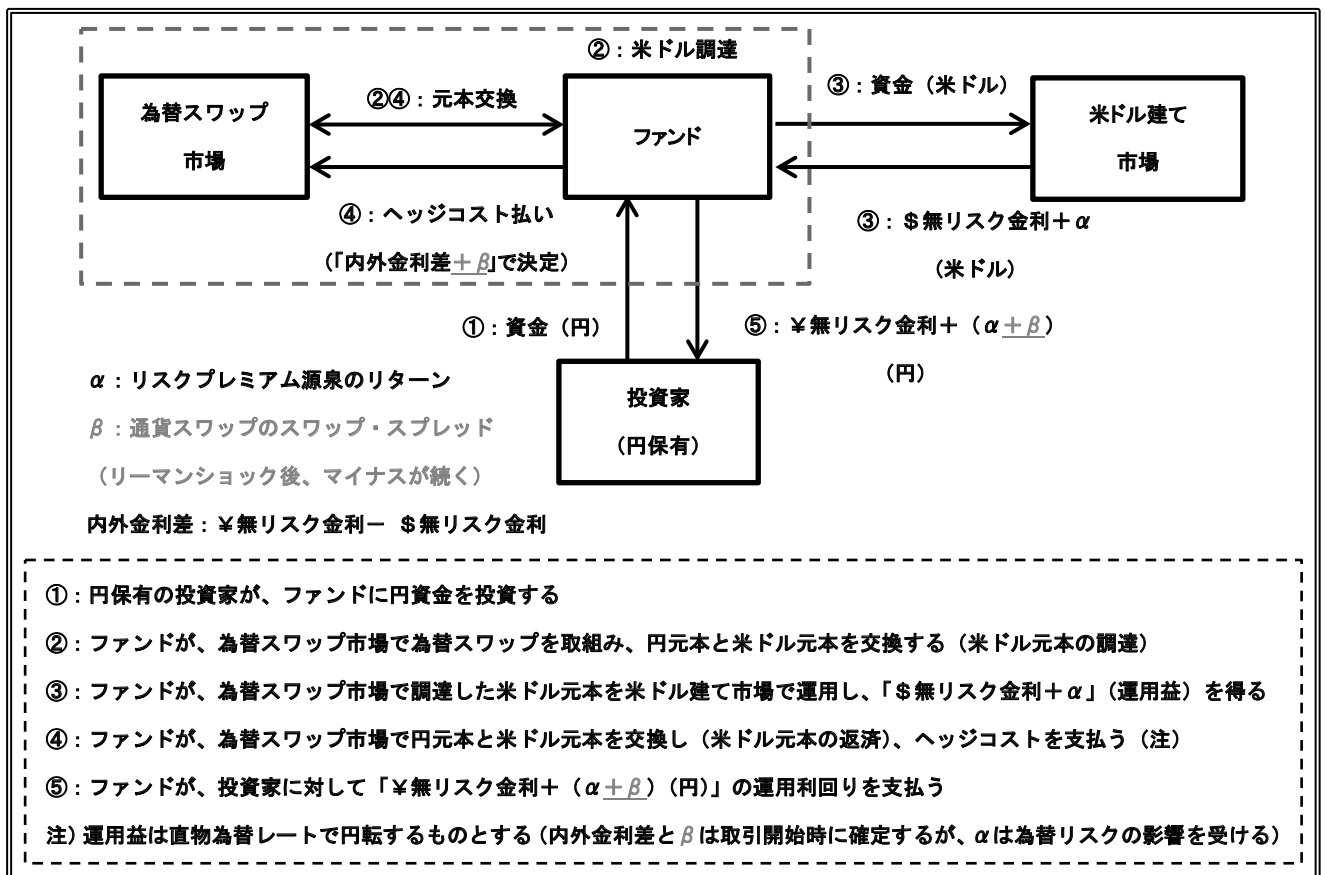 ②：米ドル調達
為替スワップ
市場
②④：元本交換
ファンド
③：資金（米ドル）
米ドル建て
市場
④：ヘッジコスト払い
（「内外金利差＋β」で決定）
③：＄無リスク金利＋α
（米ドル）
①：資金（円）
⑤：￥無リスク金利＋（α＋β）
（円）
投資家
（円保有）
α：リスクプレミアム源泉のリターン
β：通貨スワップのスワップ・スプレッド
（リーマンショック後、マイナスが続く）
内外金利差：￥無リスク金利－ ＄無リスク金利
①：円保有の投資家が、ファンドに円資金を投資する
②：ファンドが、為替スワップ市場で為替スワップを取組み、円元本と米ドル元本を交換する（米ドル元本の調達）
③：ファンドが、為替スワップ市場で調達した米ドル元本を米ドル建て市場で運用し、「＄無リスク金利＋α」（運用益）を得る
④：ファンドが、為替スワップ市場で円元本と米ドル元本を交換し（米ドル元本の返済）、ヘッジコストを支払う（注）
⑤：ファンドが、投資家に対して「￥無リスク金利＋（α＋β）（円）」の運用利回りを支払う
注）運用益は直物為替レートで円転するものとする（内外金利差とβは取引開始時に確定するが、αは為替リスクの影響を受ける）